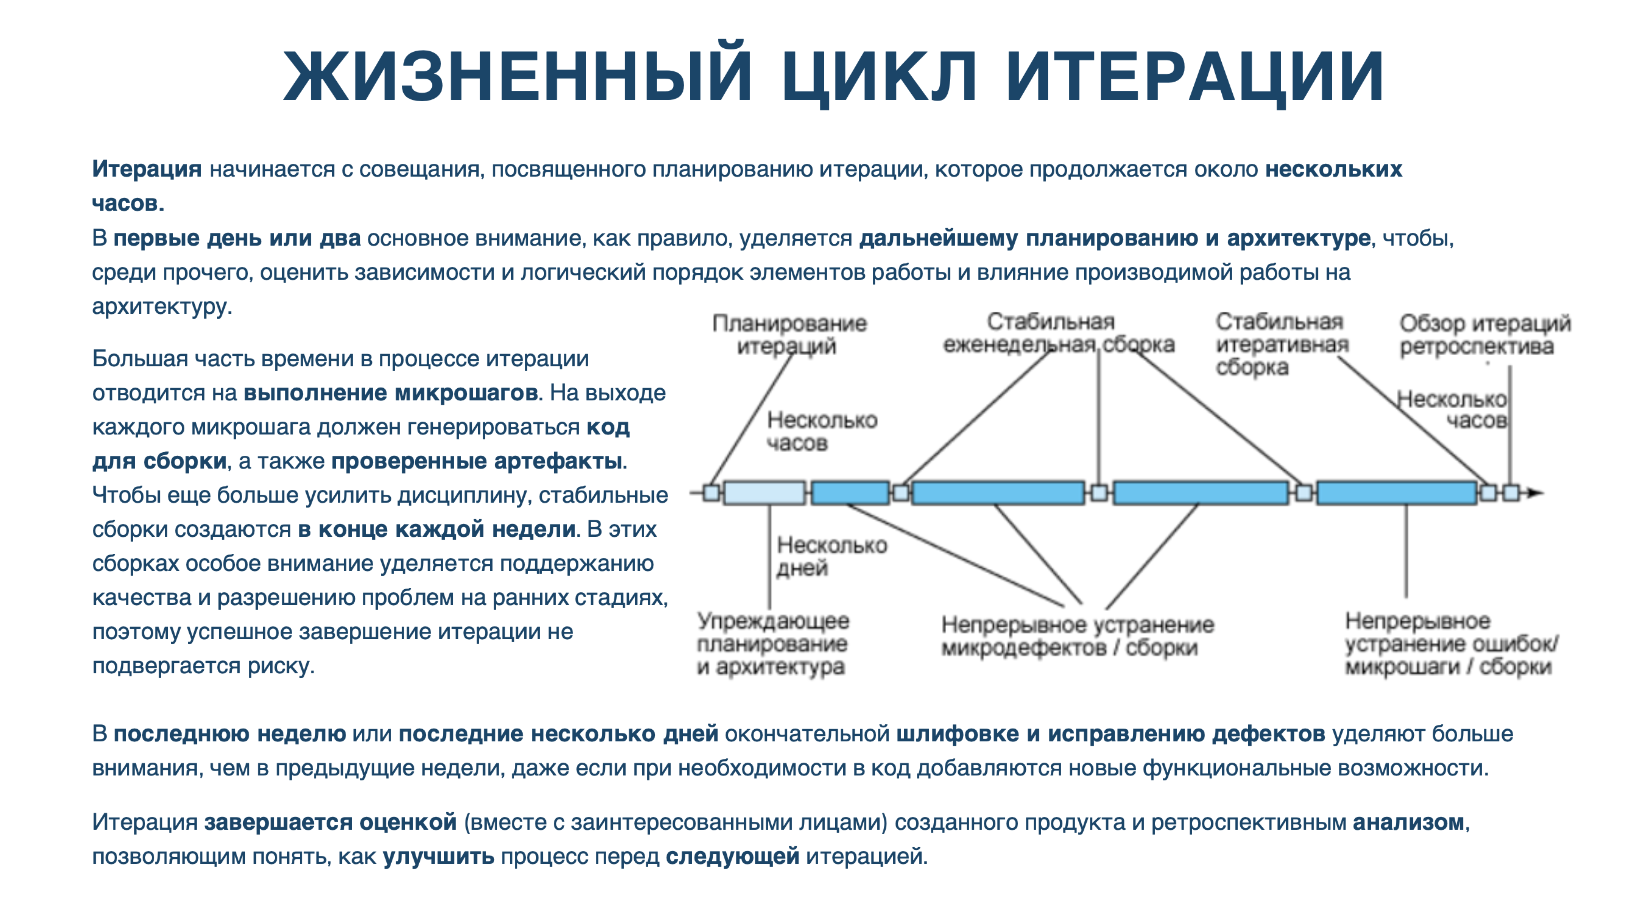 ЖИЗНЕННЫЙ ЦИКЛ ИТЕРАЦИИ
Итерация начинается с совещания, посвященного планированию итерации, которое продолжается около нескольких
часов.
В первые день или два основное внимание, как правило, уделяется дальнейшему планированию и архитектуре, чтобы,
среди прочего, оценить зависимости и логический порядок элементов работы и влияние производимой работы на
архитектуру.
Большая часть времени в процессе итерации
отводится на выполнение микрошагов. На выходе
каждого микрошага должен генерироваться код
для сборки, а также проверенные артефакты.
Чтобы еще больше усилить дисциплину, стабильные
сборки создаются в конце каждой недели. В этих
сборках особое внимание уделяется поддержанию
качества и разрешению проблем на ранних стадиях,
поэтому успешное завершение итерации не
подвергается риску.
Планирование
итераций
Стабильная
еженедельная сборка
Стабильная
итеративная
сборка
Обзор итераций
ретроспектива
Несколько
часов
Несколько
часов
Несколько
дней
Упреждающее
планирование
и архитектура
Непрерывное устранение
микродефектов / сборки
Непрерывное
устранение ошибок/
микрошаги / сборки
В последнюю неделю или последние несколько дней окончательной шлифовке и исправлению дефектов уделяют больше
внимания, чем в предыдущие недели, даже если при необходимости в код добавляются новые функциональные возможности.
Итерация завершается оценкой (вместе с заинтересованными лицами) созданного продукта и ретроспективным анализом,
позволяющим понять, как улучшить процесс перед следующей итерацией.